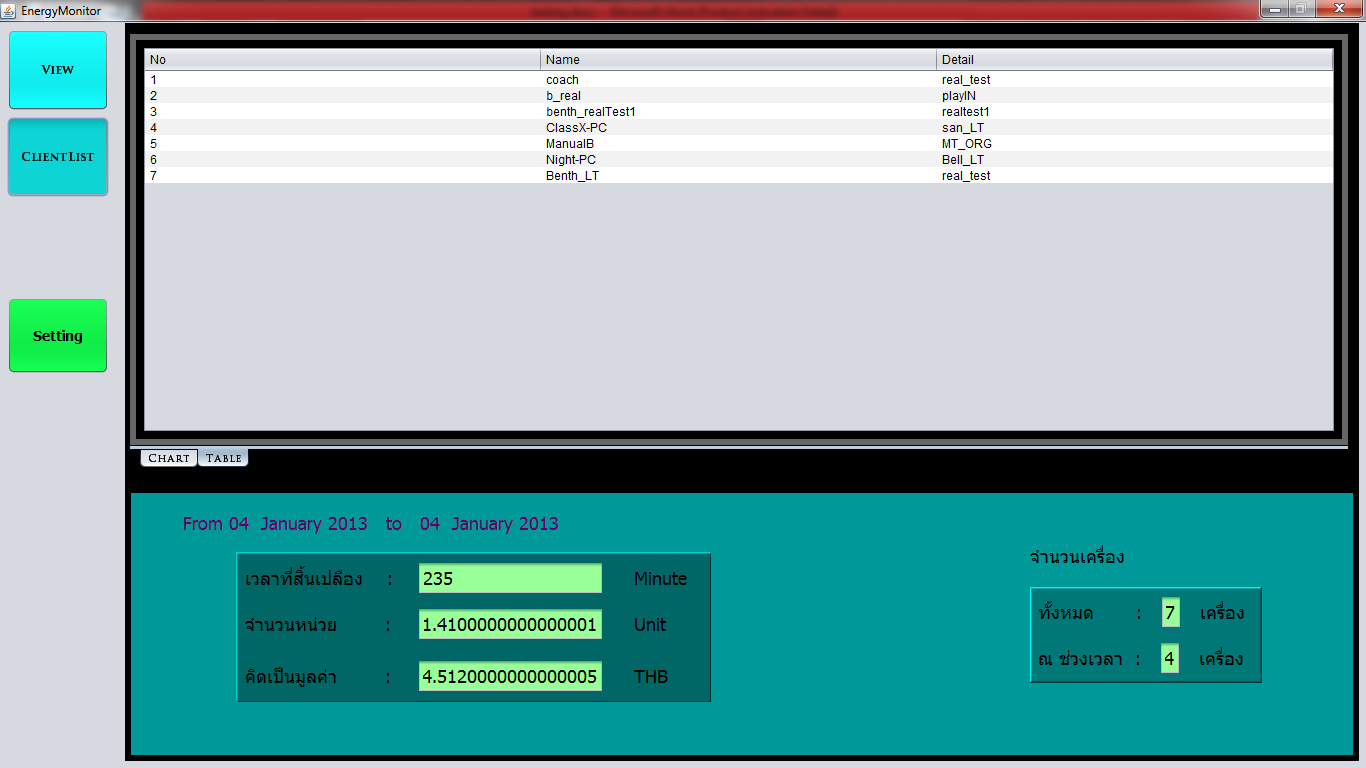 EnergyMonitor
VIEW
CLIENTLIST
Setting
No Name Detail
1 coach real_test
2 b_real playIN
3 benth_realTest1 realtest1
4 ClassX-PC san_LT
5 ManualB MT_ORG
6 Night-PC Bell_LT
7 Benth_LT real_test
CHART TABLE
From 04 January 2013 to 04 January 2013
เวลาที่สิ้นเปลือง : 235 Minute
จำนวนหน่วย : 1.4100000000000001 Unit
คิดเป็นมูลค่า : 4.5120000000000005 THB
จำนวนเครื่อง
ทั้งหมด : 7 เครื่อง
ณ ช่วงเวลา : 4 เครื่อง